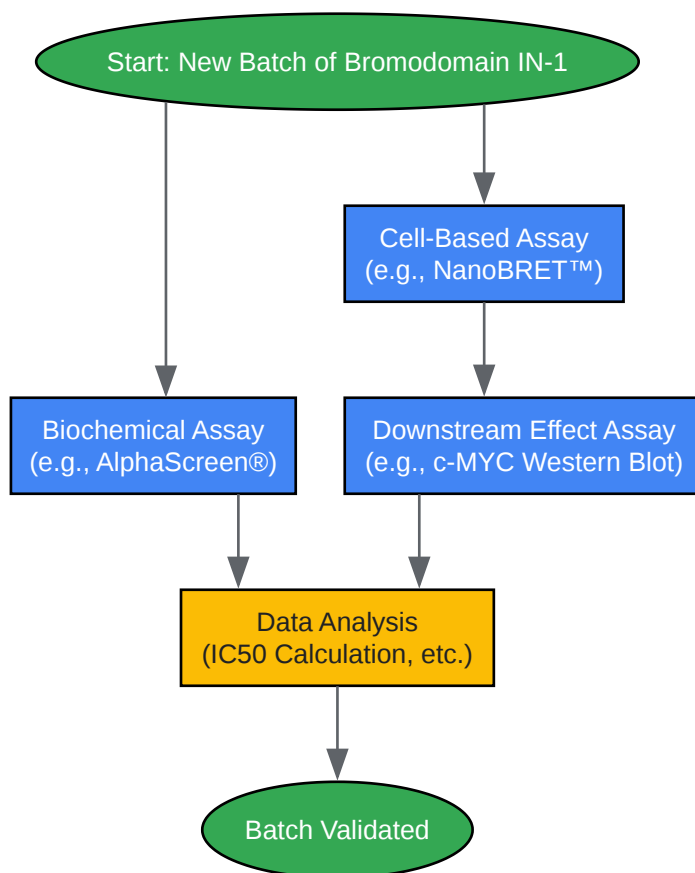 Start: New Batch of Bromodomain IN-1
Cell-Based Assay
(e.g., NanoBRET™)
Biochemical Assay
(e.g., AlphaScreen®)
Downstream Effect Assay
(e.g., c-MYC Western Blot)
Data Analysis
(IC50 Calculation, etc.)
Batch Validated